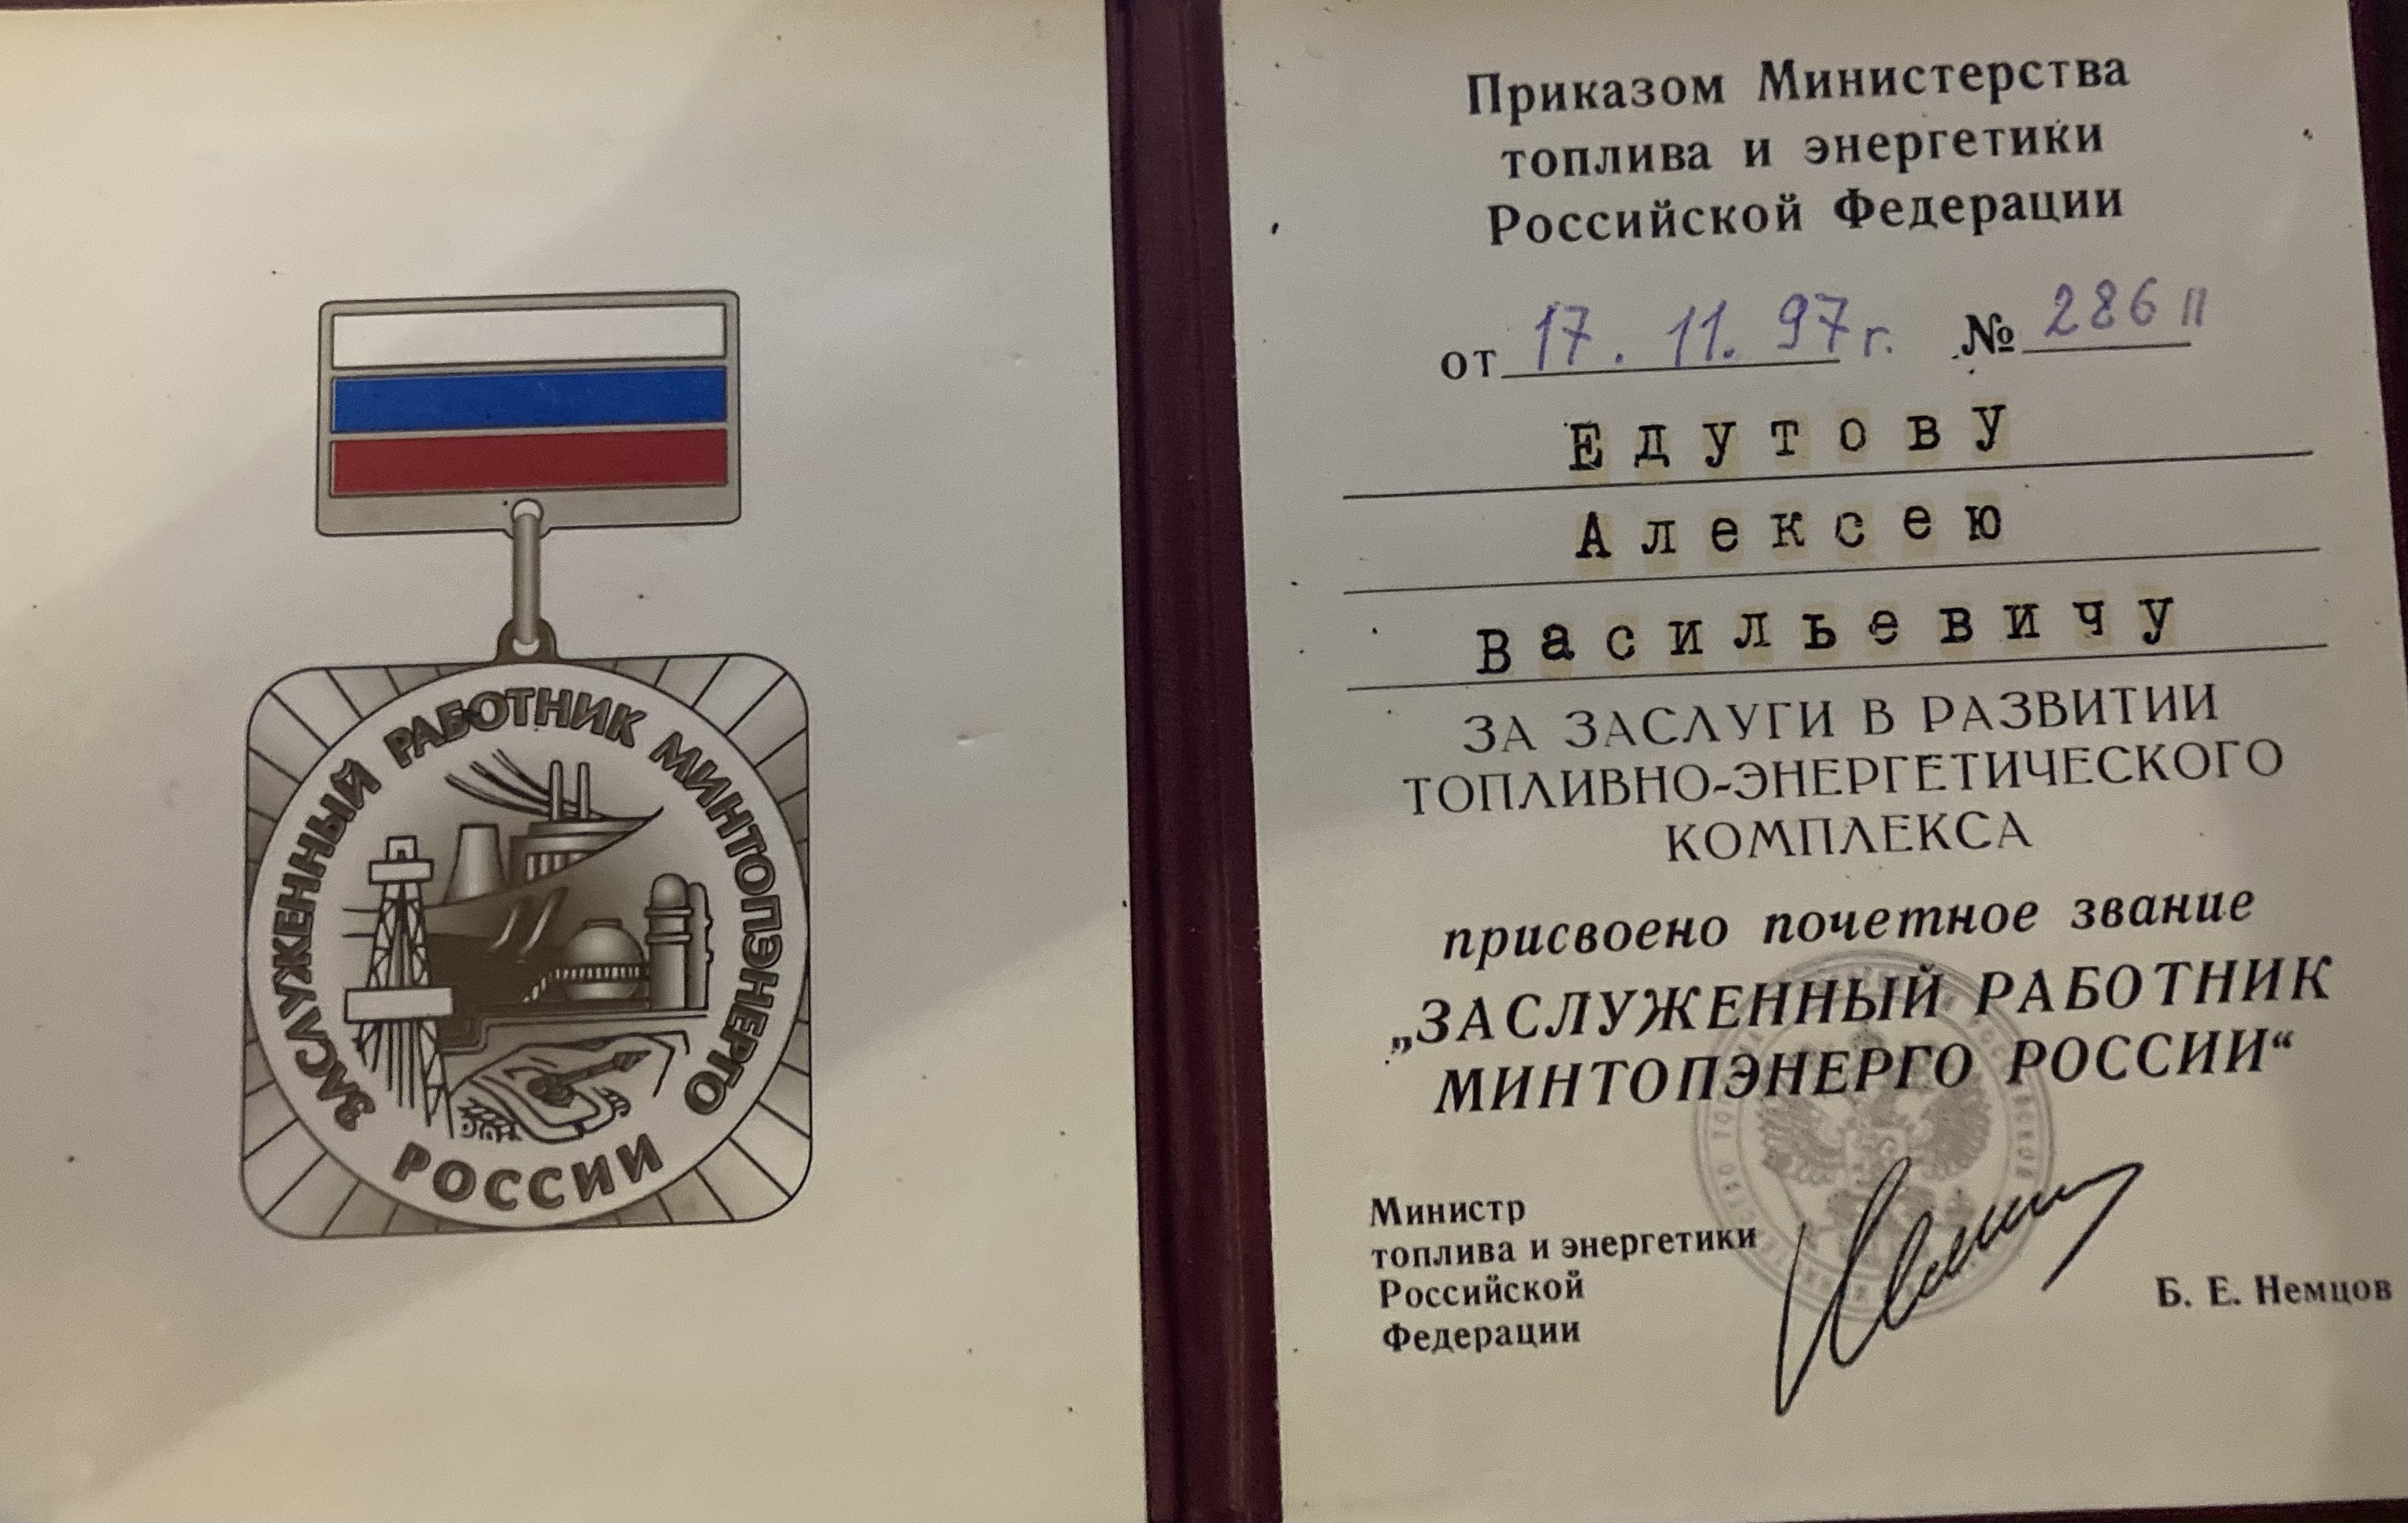 ЗАСЛУЖЕННЫЙ РАБОТНИК МИНТОПЭНЕРГО
РОССИИ
Приказом Министерства
топлива и энергетики
Российской Федерации
от 17.11.97г. № 286 п
Едутову
Алексею
Васильевичу
ЗА ЗАСЛУГИ В РАЗВИТИИ
ТОПЛИВНО-ЭНЕРГЕТИЧЕСКОГО
КОМПЛЕКСА
присвоено почетное звание
„ЗАСЛУЖЕННЫЙ РАБОТНИК
МИНТОПЭНЕРГО РОССИИ“
Министр
топлива и энергетики
Российской
Федерации
Б. Е. Немцов